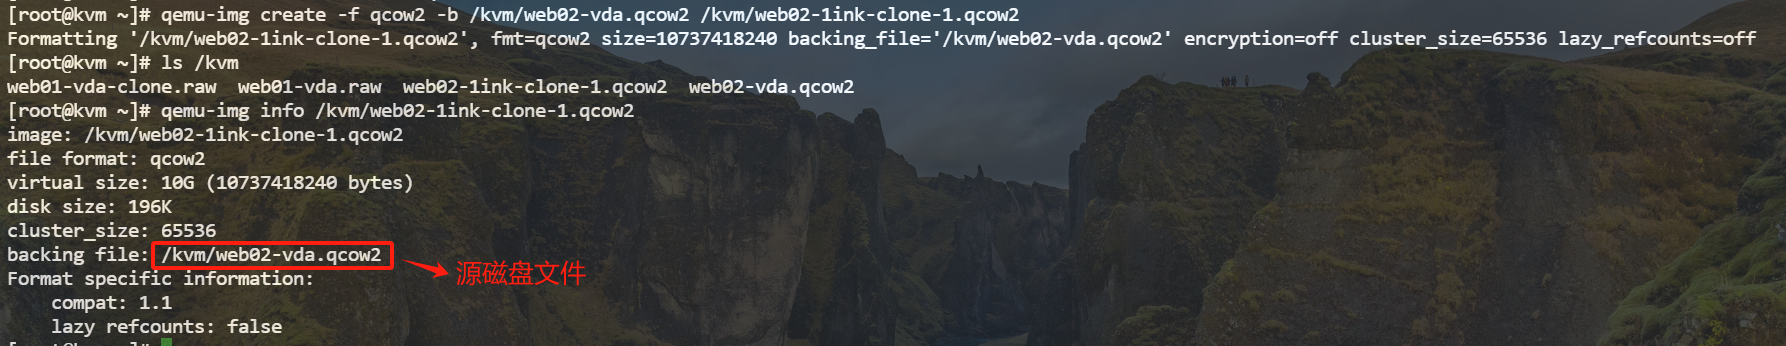 [root@kvm ~]# qemu-img create -f qcow2 -b /kvm/web02-vda.qcow2 /kvm/web02-1ink-clone-1.qcow2
Formatting '/kvm/web02-1ink-clone-1.qcow2', fmt=qcow2 size=10737418240 backing_file='/kvm/web02-vda.qcow2' encryption=off cluster_size=65536 lazy_refcounts=off
[root@kvm ~]# ls /kvm
web01-vda-clone.raw  web01-vda.raw  web02-1ink-clone-1.qcow2  web02-vda.qcow2
[root@kvm ~]# qemu-img info /kvm/web02-1ink-clone-1.qcow2
image: /kvm/web02-1ink-clone-1.qcow2
file format: qcow2
virtual size: 10G (10737418240 bytes)
disk size: 196K
cluster_size: 65536
backing file: /kvm/web02-vda.qcow2 源磁盘文件
Format specific information:
    compat: 1.1
    lazy refcounts: false